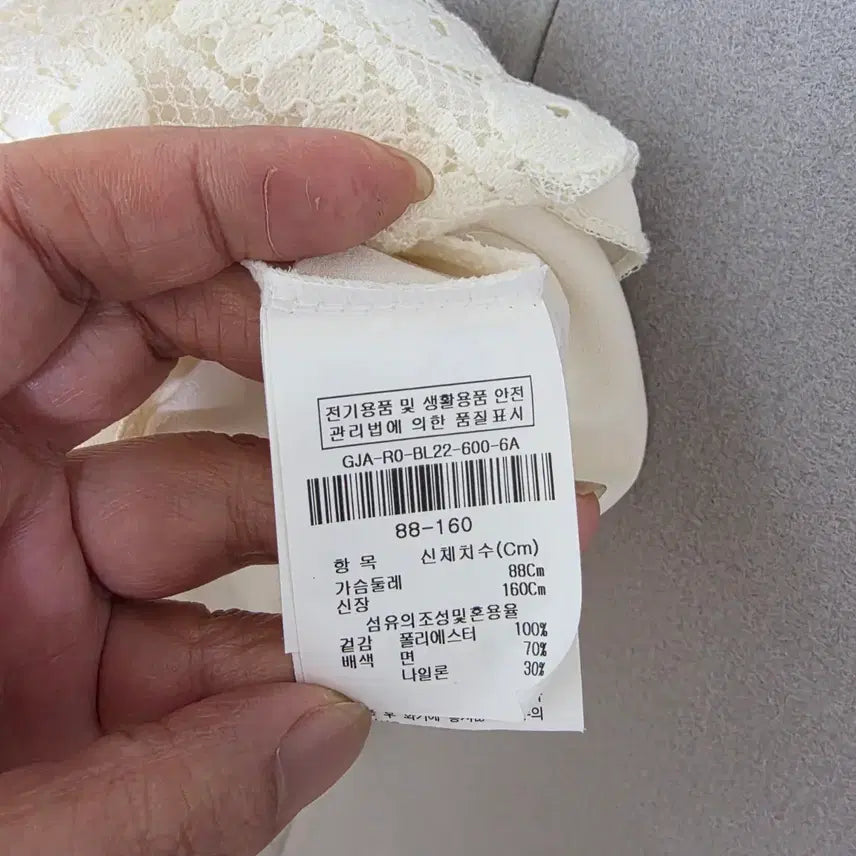 전기용품 및 생활용품 안전
관리법에 의한 품질표시
GJA-R0-BL22-600-6A
88-160
항 목 신체치수(Cm)
가슴둘레 88Cm
신장 160Cm
섬유의조성및혼용율
겉감 폴리에스터 100%
배색 면 70%
나일론 30%